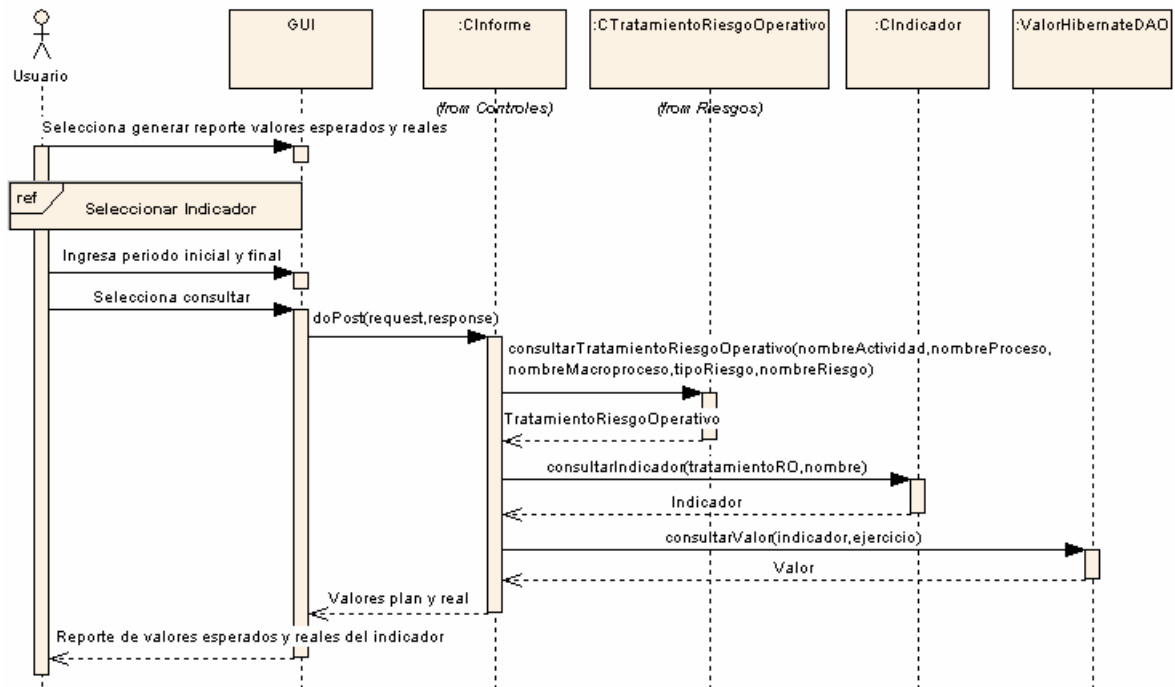 GUI
:CInforme
:CTratamientoRiesgoOperativo
:CIndicador
:ValorHibernateDAO
Usuario
(from Controles)
(from Riesgos)
Selecciona generar reporte valores esperados y reales
ref
Seleccionar Indicador
Ingresa periodo inicial y final
Selecciona consultar
doPost(request,response)
consultarTratamientoRiesgoOperativo(nombreActividad,nombreProceso,
nombreMacroproceso,tipoRiesgo,nombreRiesgo)
TratamientoRiesgoOperativo
consultarIndicador(tratamientoRO,nombre)
Indicador
consultarValor(indicador,ejercicio)
Valor
Valores plan y real
Reporte de valores esperados y reales del indicador